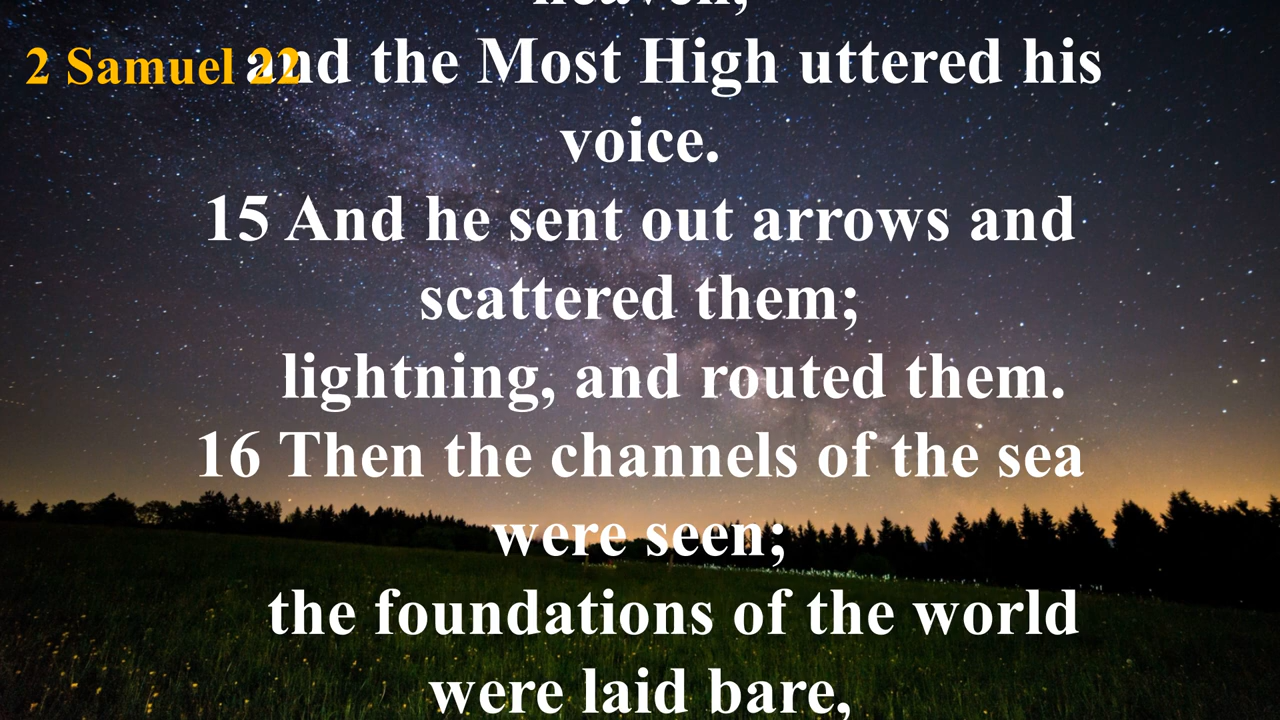 heaven,
2 Samuel 22
and the Most High uttered his
voice.
15 And he sent out arrows and
scattered them;
lightning, and routed them.
16 Then the channels of the sea
were seen;
the foundations of the world
were laid bare,